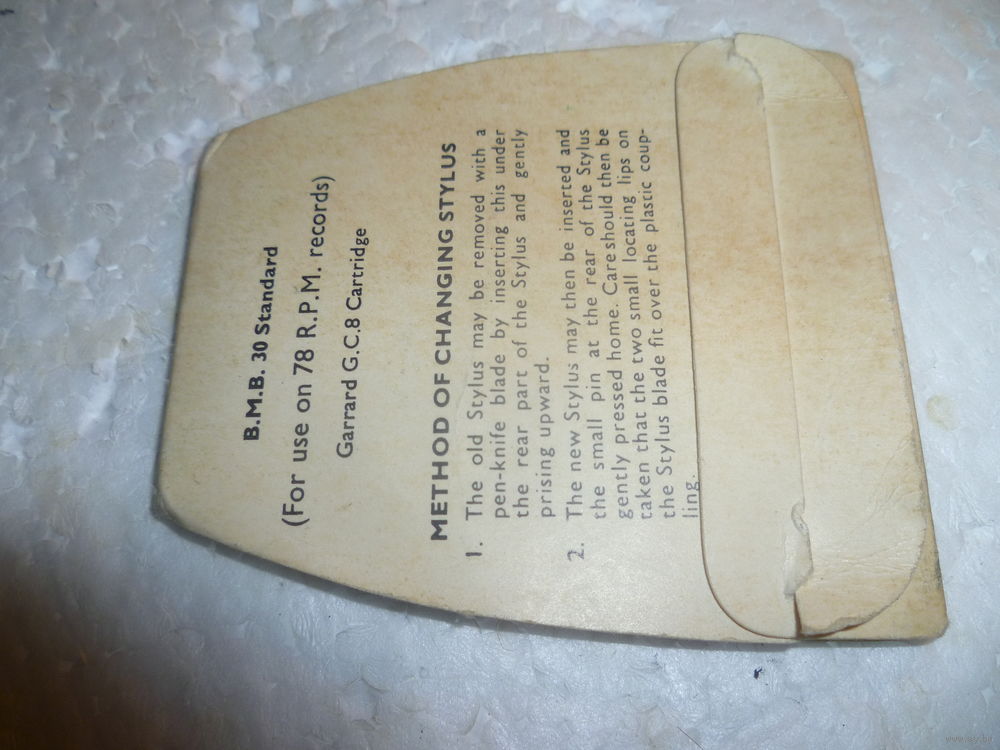 B.M.B. 30 Standard
(For use on 78 R.P.M. records)
Garrard G.C.8 Cartridge
METHOD OF CHANGING STYLUS
1. The old Stylus may be removed with a
pen-knife blade by inserting this under
the rear part of the Stylus and gently
prising upward.
2. The new Stylus may then be inserted and
the small pin at the rear of the Stylus
gently pressed home. Care should then be
taken that the two small locating lips on
the Stylus blade fit over the plastic coup-
ling.